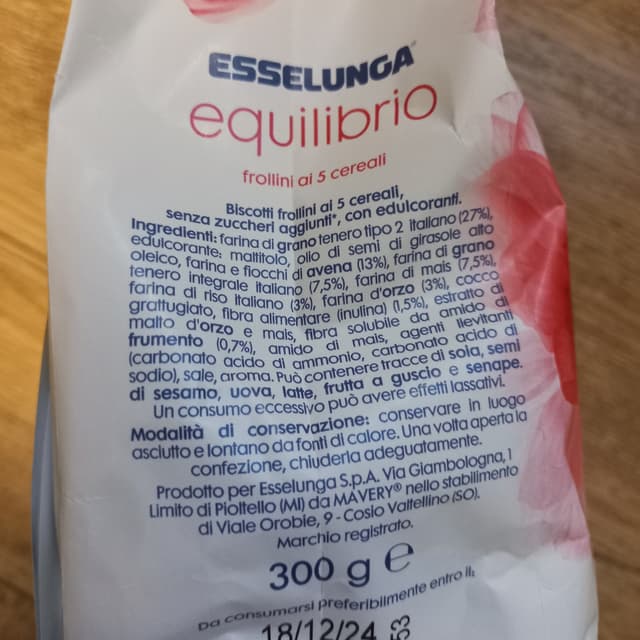 ESSELUNGA®
equilibrio
frollini ai 5 cereali
Biscotti frollini ai 5 cereali,
senza zuccheri aggiunti*, con edulcoranti.
Ingredienti: farina di grano tenero tipo 2 italiano (27%),
edulcorante: maltitolo, olio di semi di girasole alto
oleico, farina e fiocchi di avena (13%), farina di grano
tenero integrale italiano (7,5%), farina di mais (7,5%),
farina di riso italiano (3%), farina d'orzo (3%), cocco
grattugiato, fibra alimentare (inulina) (1,5%), estratto di
malto d'orzo e mais, fibra solubile da amido di
frumento (0,7%), amido di mais, agenti lievitanti
(carbonato acido di ammonio, carbonato acido di
sodio), sale, aroma. Può contenere tracce di soia, semi
di sesamo, uova, latte, frutta a guscio e senape.
Un consumo eccessivo può avere effetti lassativi.
Modalità di conservazione: conservare in luogo
asciutto e lontano da fonti di calore. Una volta aperta la
confezione, chiuderla adeguatamente.
Prodotto per Esselunga S.p.A. Via Giambologna, 1
Limito di Pioltello (MI) da MAVERY® nello stabilimento
di Viale Orobie, 9 - Cosio Valtellino (SO).
Marchio registrato.
300 g e
Da consumarsi preferibilmente entro il:
18/12/24 53